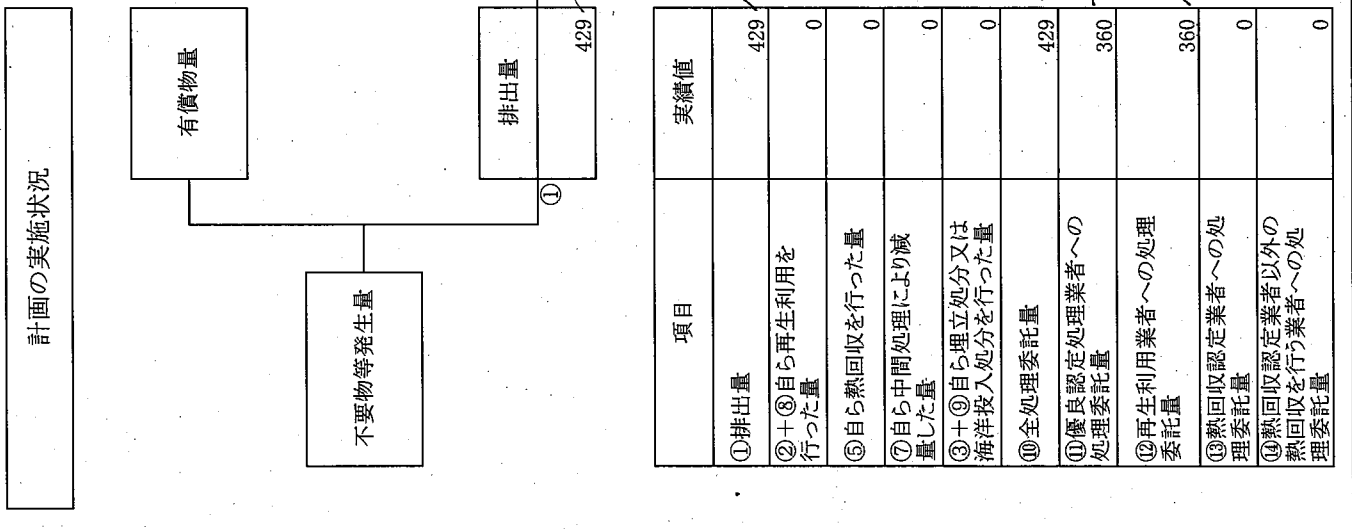 計画の実施状況
有償物量
不要物等発生量
排出量
①
429
項目
実績値
①排出量
429
②+⑧自ら再生利用を
行った量
0
⑤自ら熱回収を行った量
0
⑦自ら中間処理により減
量した量
0
③+⑨自ら埋立処分又は
海洋投入処分を行った量
0
⑩全処理委託量
429
⑪優良認定処理業者への
処理委託量
360
⑫再生利用業者への処理
委託量
360
⑬熱回収認定業者への処
理委託量
0
⑭熱回収認定業者以外の
熱回収を行う業者への処
理委託量
0